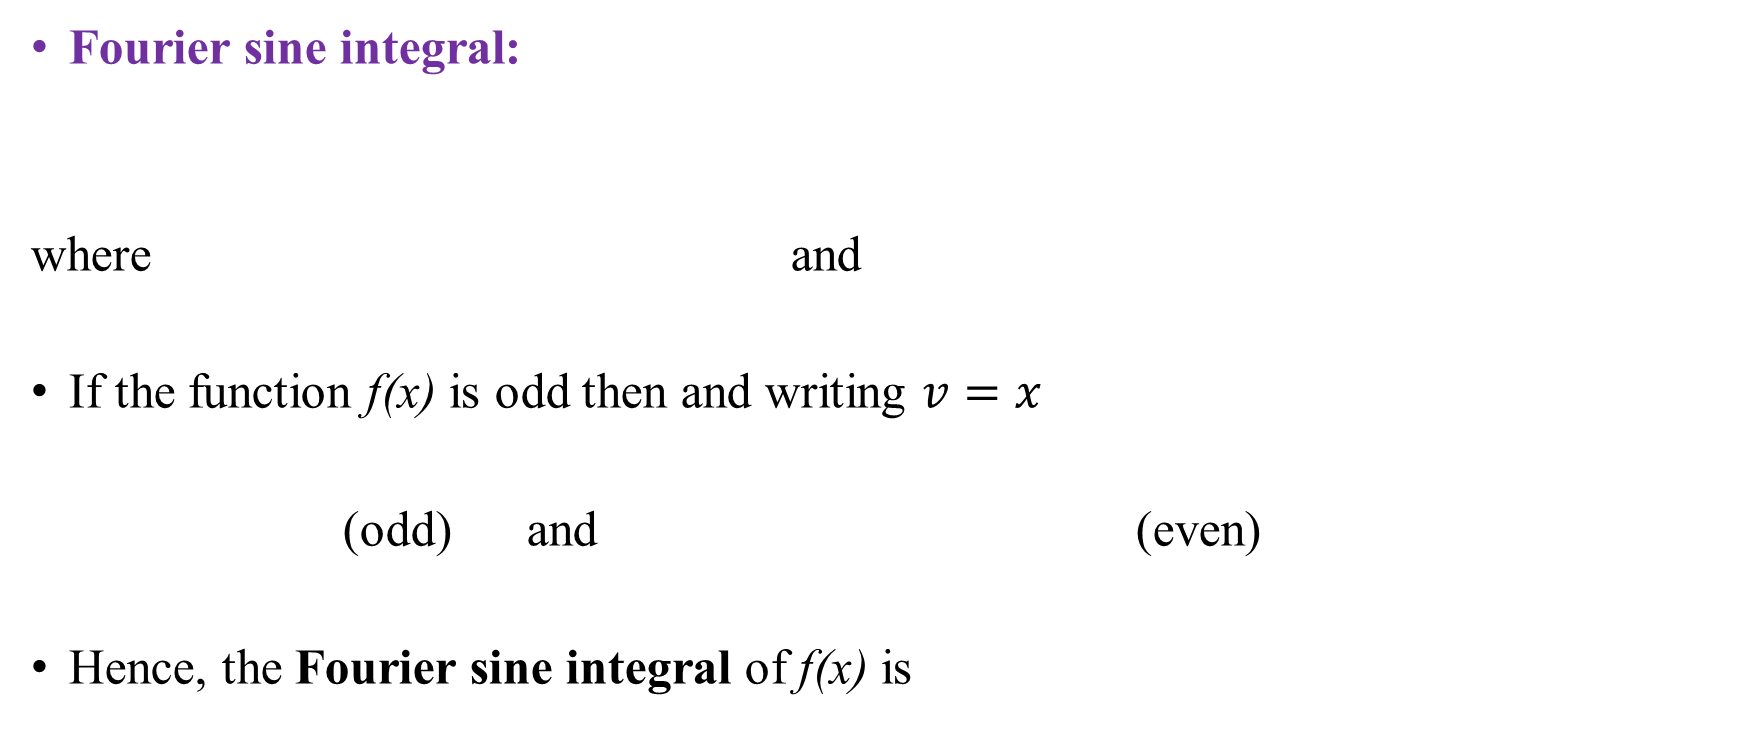 • Fourier sine integral:
where and
• If the function f(x) is odd then and writing 𝑣 = 𝑥
(odd) and (even)
• Hence, the Fourier sine integral of f(x) is